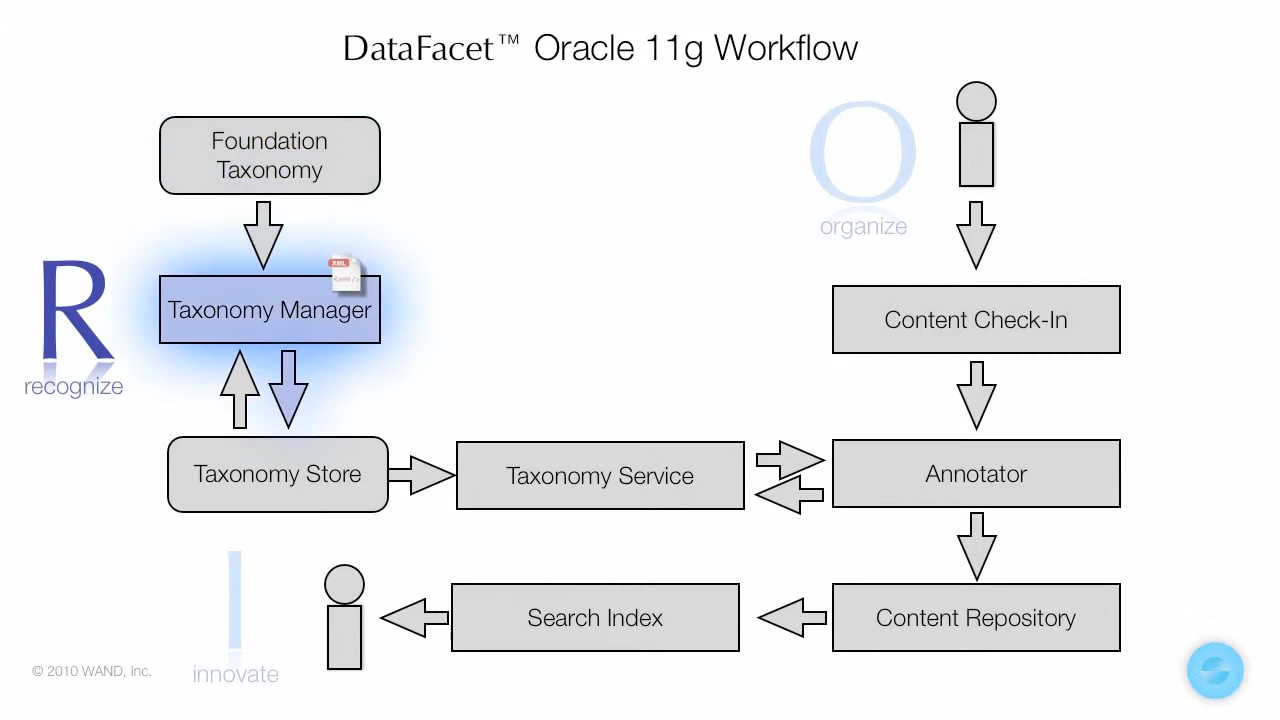 DataFacet™ Oracle 11g Workflow
O
organize
Foundation
Taxonomy
R
recognize
XML
Taxonomy Manager
Content Check-In
Taxonomy Store
Taxonomy Service
Annotator
I
innovate
Search Index
Content Repository
© 2010 WAND, Inc.